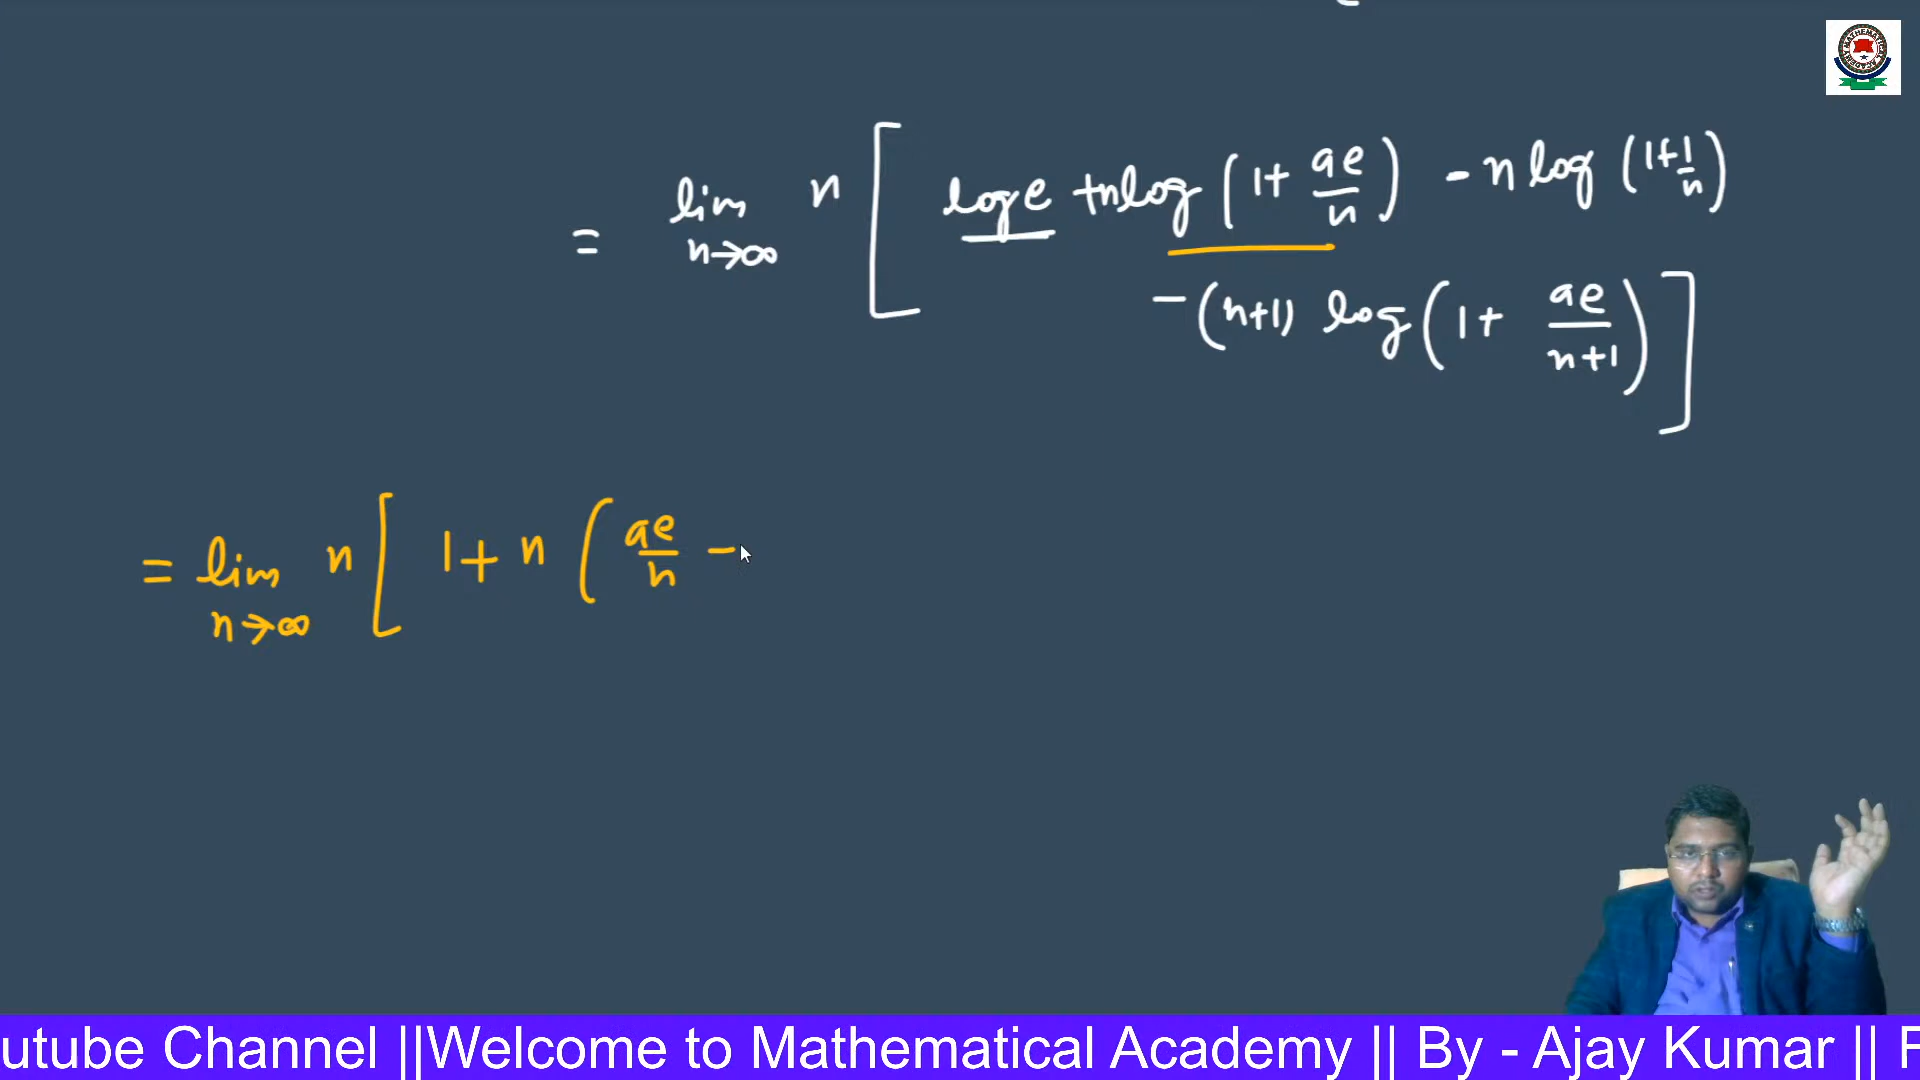 = lim n→∞ n [ log e + n log (1 + ae/n) - n log (1 + 1/n)
- (n+1) log (1 + ae/n+1) ]
= lim n→∞ n [ 1 + n ( ae/n -
utube Channel ||Welcome to Mathematical Academy || By - Ajay Kumar || F